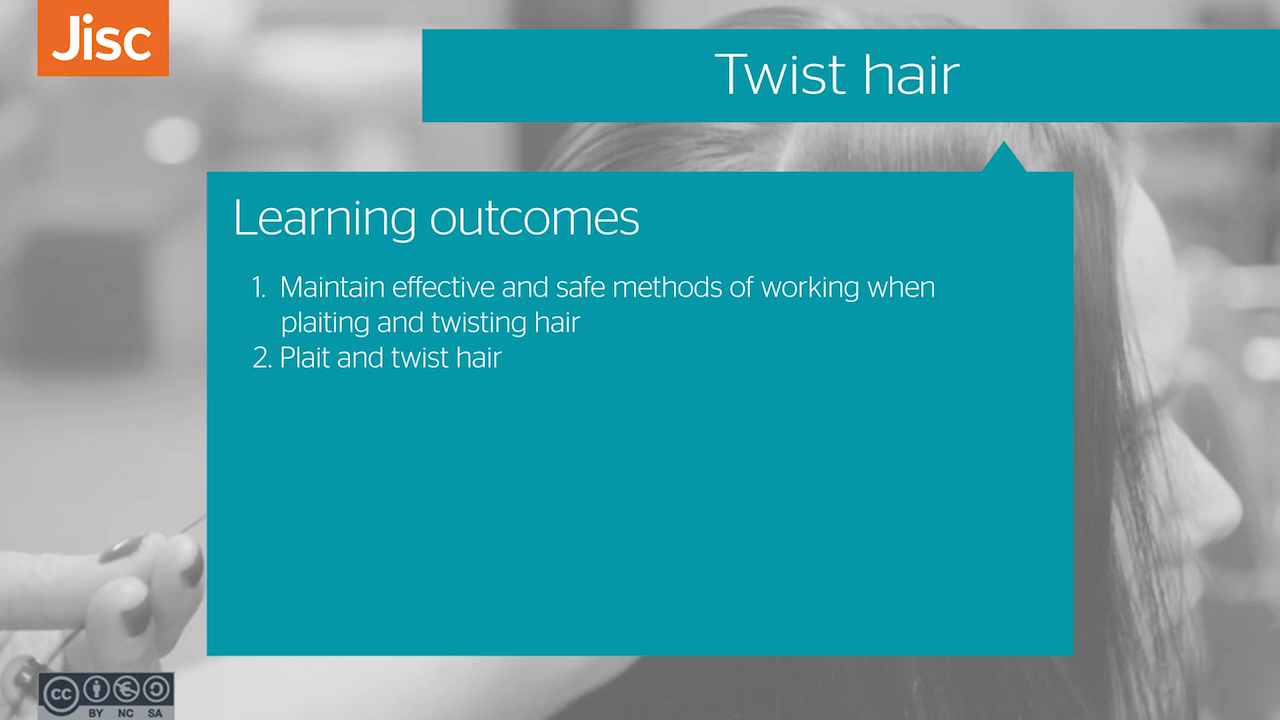 Jisc
Twist hair
Learning outcomes
1. Maintain effective and safe methods of working when
plaiting and twisting hair
2. Plait and twist hair
cc
BY NC SA